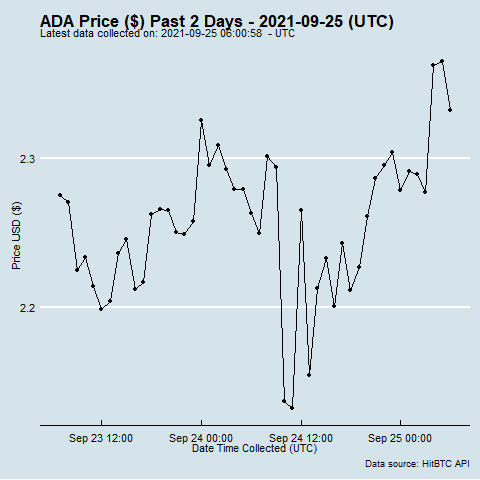 ADA Price ($) Past 2 Days - 2021-09-25 (UTC)
Latest data collected on: 2021-09-25 06:00:58 - UTC
2.3
2.2
Price USD ($)
Sep 23 12:00 Sep 24 00:00 Sep 24 12:00 Sep 25 00:00
Date Time Collected (UTC)
Data source: HitBTC API